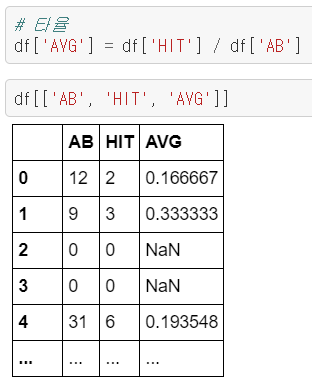 # 타율
df['AVG'] = df['HIT'] / df['AB']
df[['AB', 'HIT', 'AVG']]
AB HIT AVG
0 12 2 0.166667
1 9 3 0.333333
2 0 0 NaN
3 0 0 NaN
4 31 6 0.193548
... ... ... ...